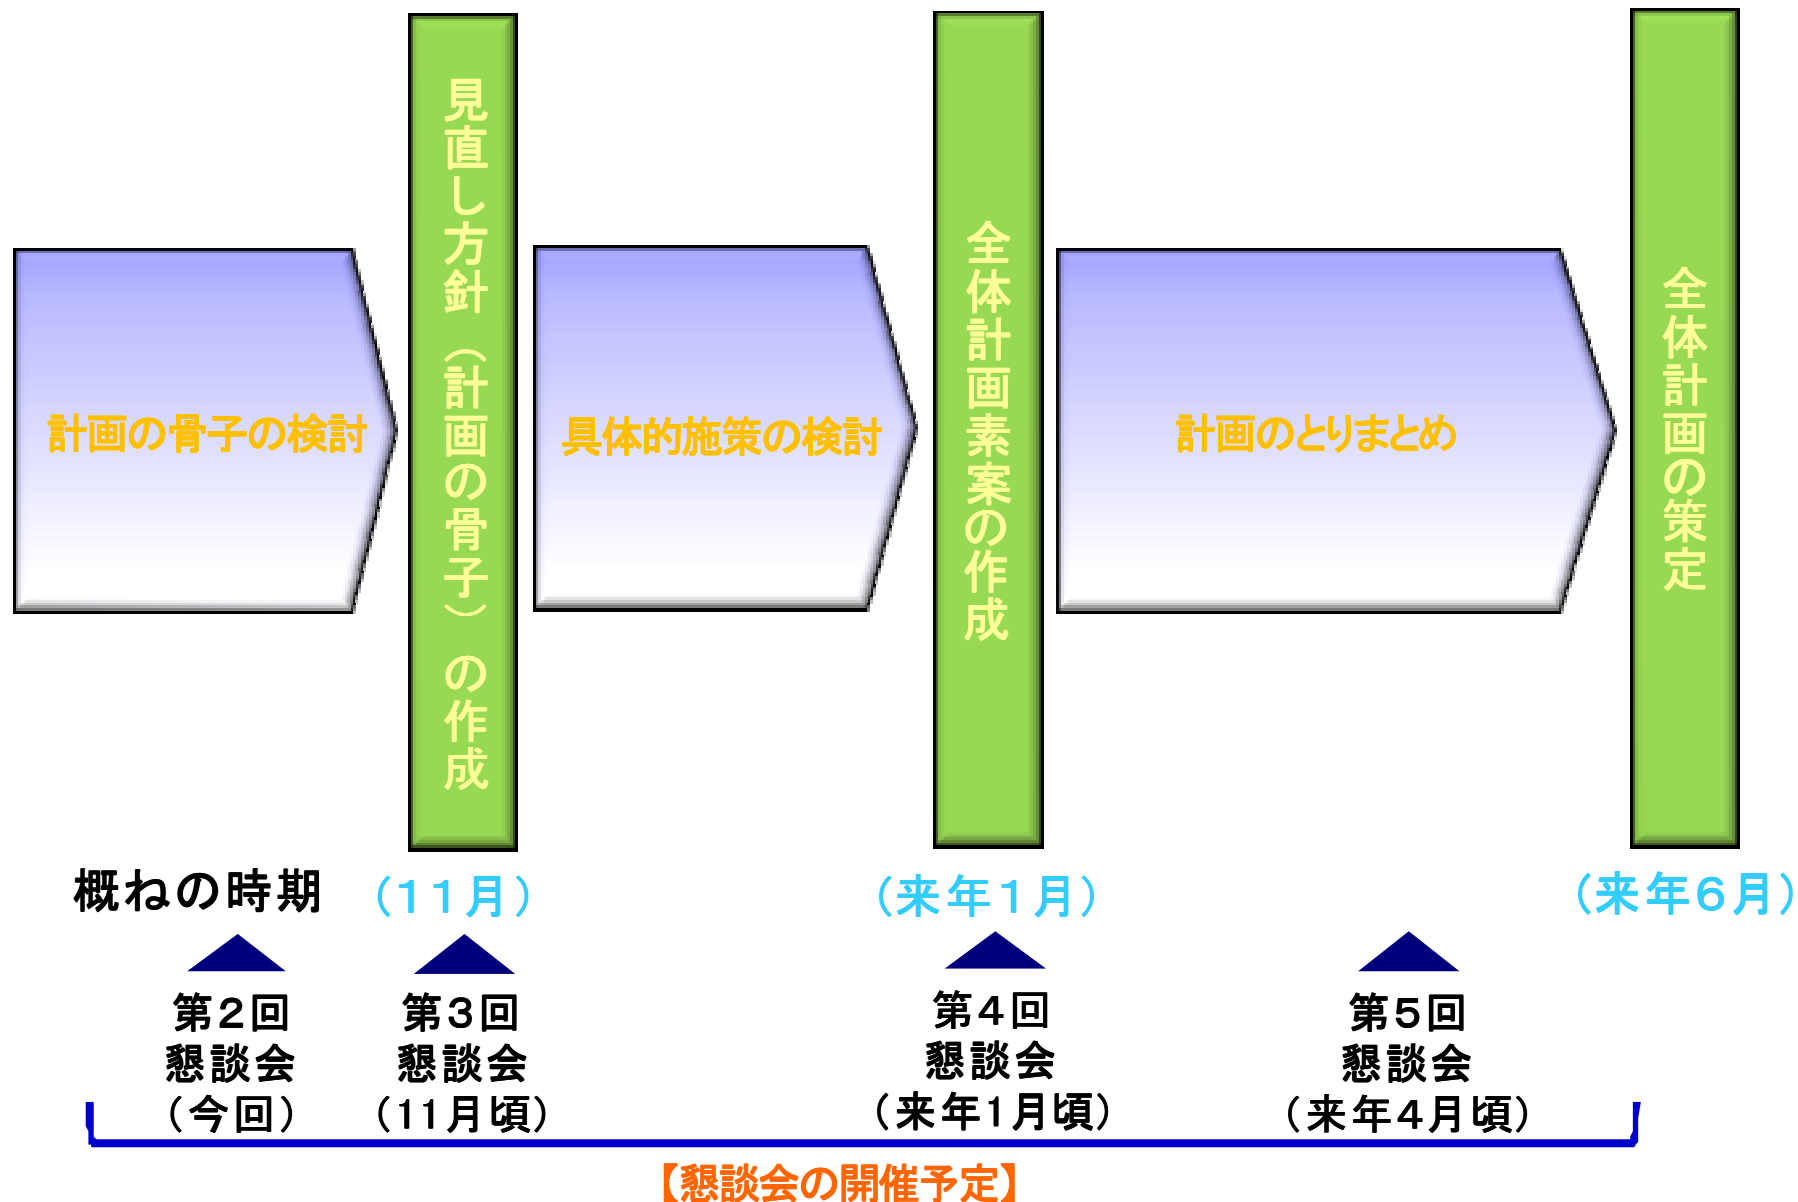 計画の骨子の検討
見直し方針（計画の骨子）の作成
具体的施策の検討
全体計画素案の作成
計画のとりまとめ
全体計画の策定
概ねの時期
（１１月）
（来年１月）
（来年６月）
第２回
懇談会
（今回）
第３回
懇談会
（11月頃）
第４回
懇談会
（来年1月頃）
第５回
懇談会
（来年４月頃）
【懇談会の開催予定】